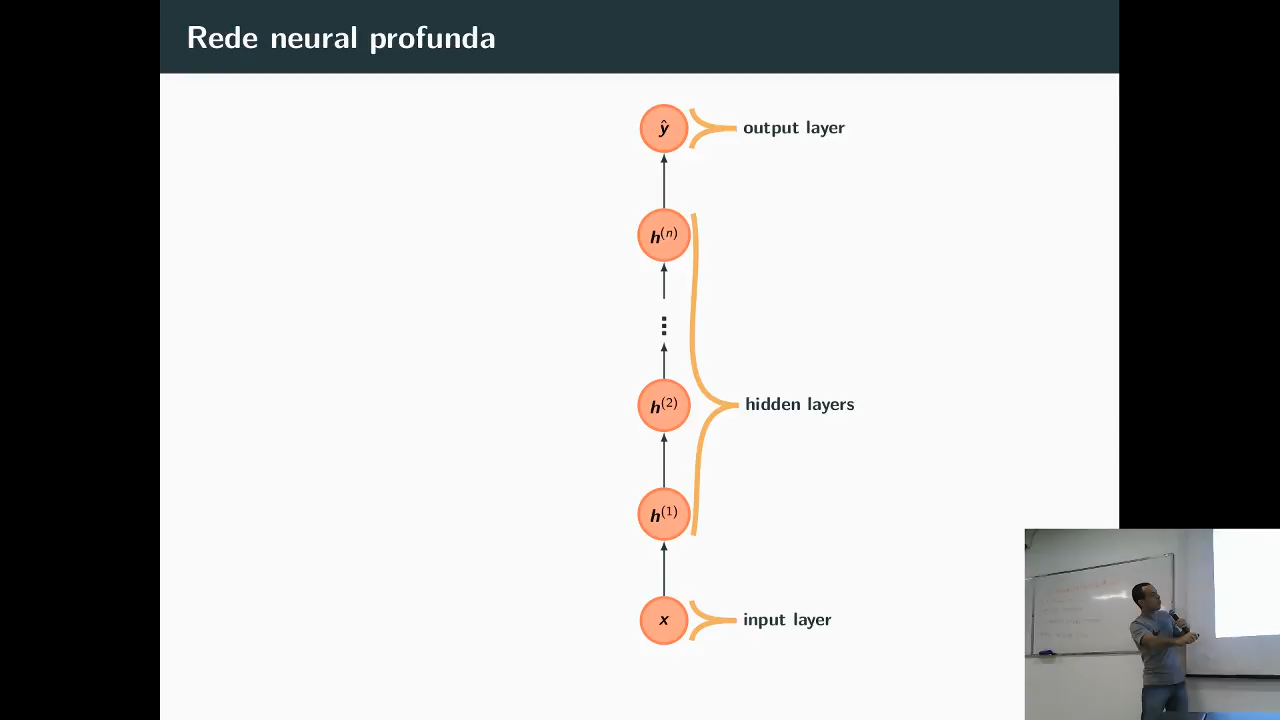 Rede neural profunda
ŷ
output layer
h⁽ⁿ⁾
⋮
h⁽²⁾
hidden layers
h⁽¹⁾
x
input layer